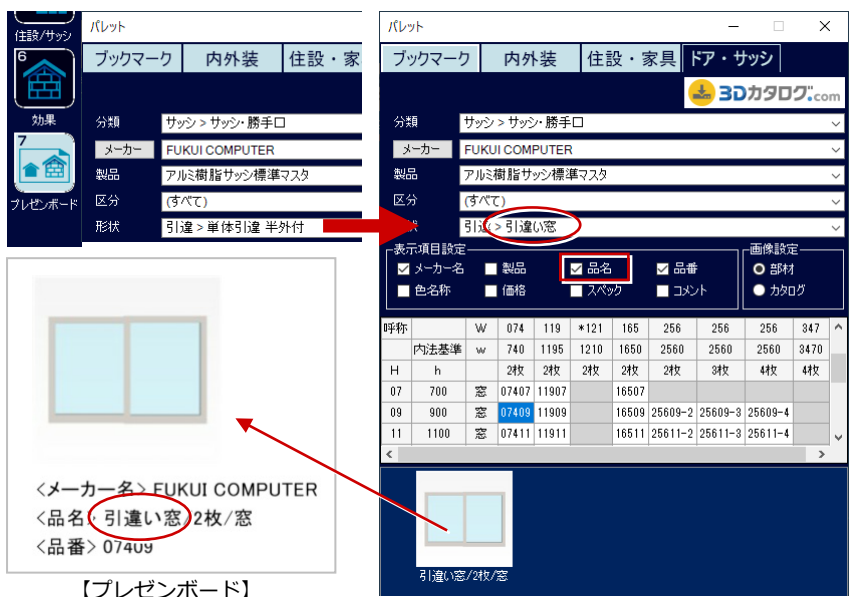 住設/サッシ
6
効果
7
プレゼンボード
パレット
ブックマーク 内外装 住設・家
分類 サッシ > サッシ・勝手口
メーカー FUKUI COMPUTER
製品 アルミ樹脂サッシ標準マスタ
区分 (すべて)
形状 引違 > 単体引違 半外付
パレット
ブックマーク 内外装 住設・家具 ドア・サッシ
3Dカタログ.com
分類 サッシ > サッシ・勝手口
メーカー FUKUI COMPUTER
製品 アルミ樹脂サッシ標準マスタ
区分 (すべて)
状 引違 > 引違い窓
表示項目設定
メーカー名 製品 品名 品番
色名称 価格 スペック コメント
画像設定
部材
カタログ
呼称 W 074 119 *121 165 256 256 256 347
内法基準 w 740 1195 1210 1650 2560 2560 2560 3470
H h 2枚 2枚 2枚 2枚 2枚 3枚 4枚 4枚
07 700 窓 07407 11907 16507
09 900 窓 07409 11909 16509 25609-2 25609-3 25609-4
11 1100 窓 07411 11911 16511 25611-2 25611-3 25611-4
引違い窓/2枚/窓
<メーカー名> FUKUI COMPUTER
<品名> 引違い窓/2枚/窓
<品番> 07409
【プレゼンボード】